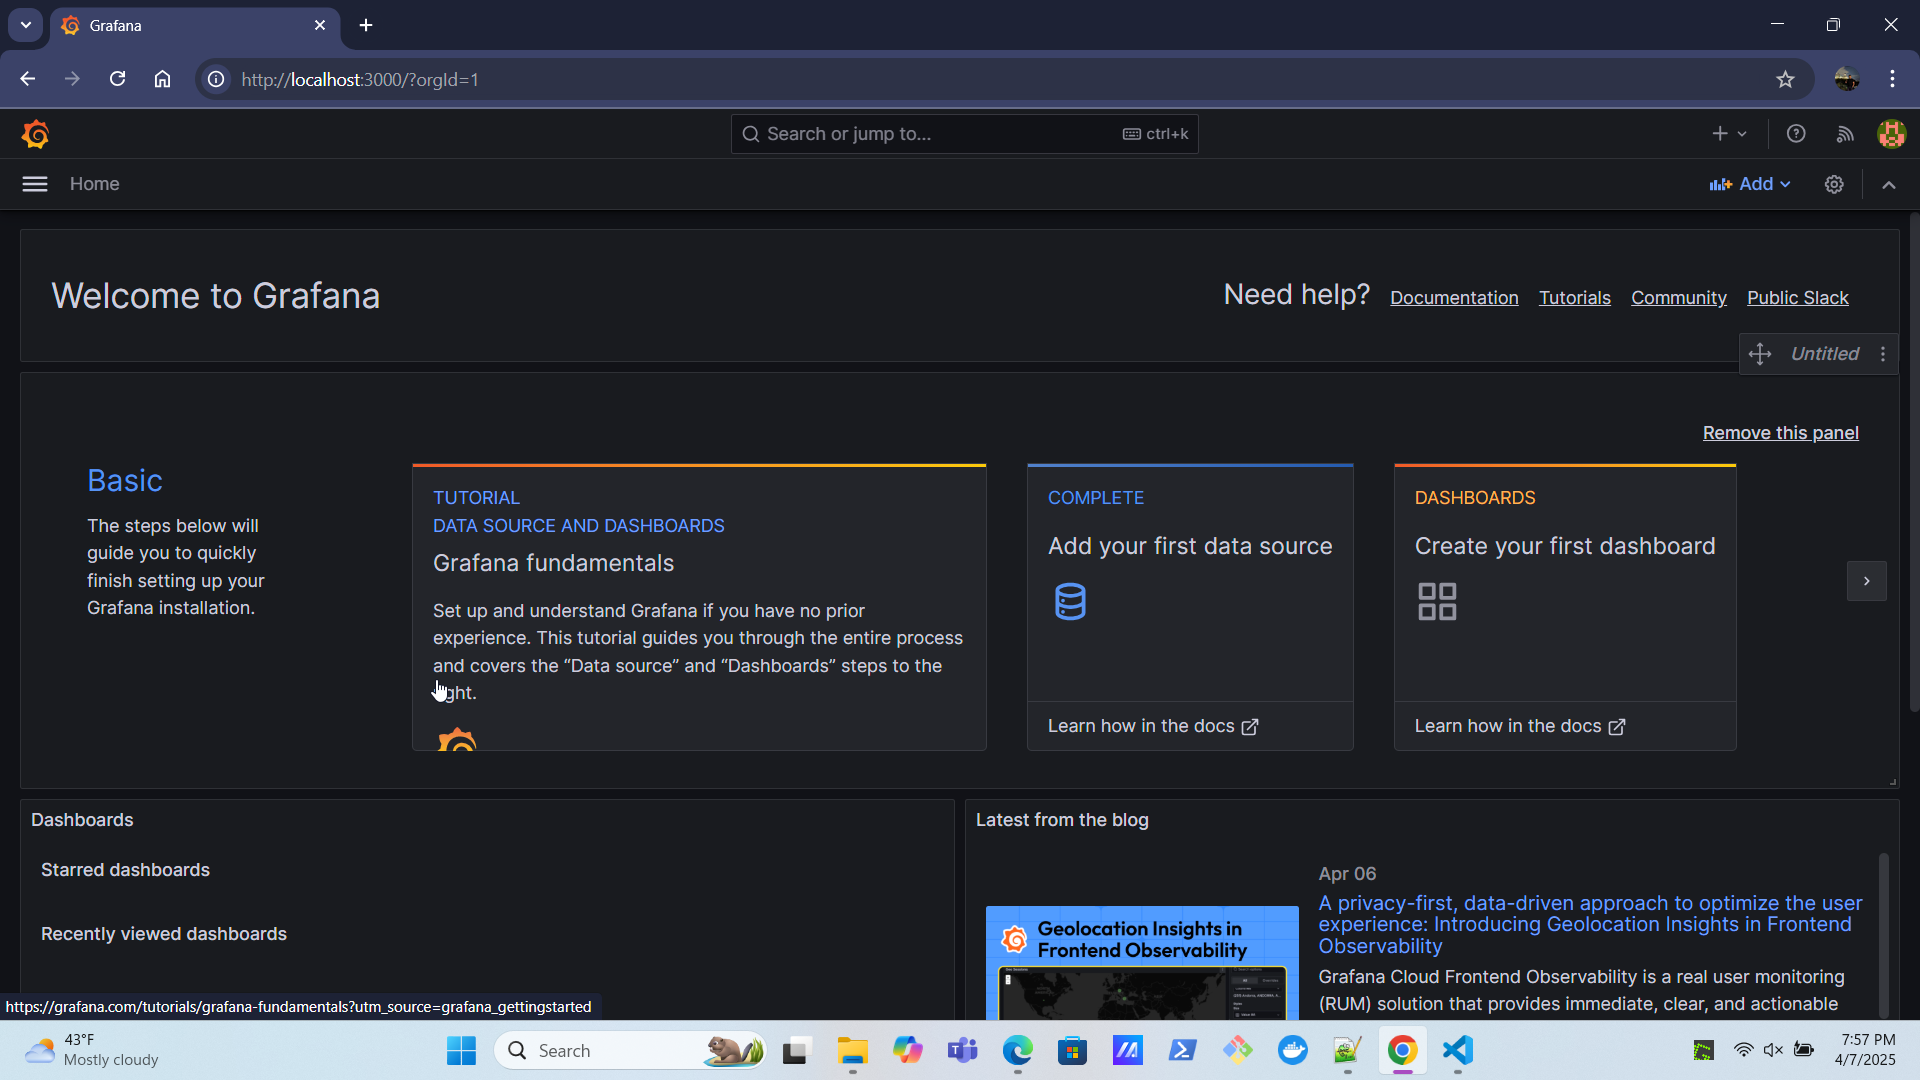 Grafana
http://localhost:3000/?orgId=1
Search or jump to...
ctrl+k
Home
Add
Welcome to Grafana
Need help?
Documentation
Tutorials
Community
Public Slack
Untitled
Remove this panel
Basic
The steps below will
guide you to quickly
finish setting up your
Grafana installation.
TUTORIAL
DATA SOURCE AND DASHBOARDS
Grafana fundamentals
Set up and understand Grafana if you have no prior
experience. This tutorial guides you through the entire process
and covers the “Data source” and “Dashboards” steps to the
right.
COMPLETE
Add your first data source
Learn how in the docs
DASHBOARDS
Create your first dashboard
Learn how in the docs
Dashboards
Starred dashboards
Recently viewed dashboards
Latest from the blog
Geolocation Insights in
Frontend Observability
Apr 06
A privacy-first, data-driven approach to optimize the user
experience: Introducing Geolocation Insights in Frontend
Observability
Grafana Cloud Frontend Observability is a real user monitoring
(RUM) solution that provides immediate, clear, and actionable
https://grafana.com/tutorials/grafana-fundamentals?utm_source=grafana_gettingstarted
43°F
Mostly cloudy
Search
7:57 PM
4/7/2025